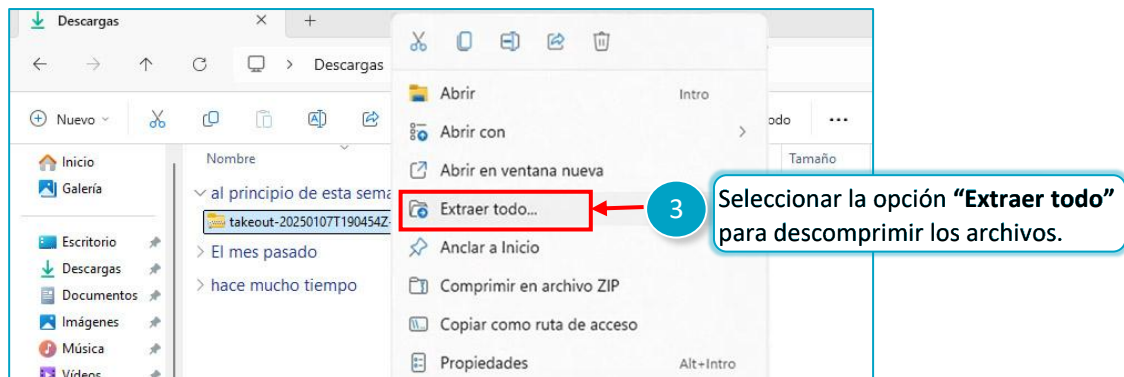 Descargas
Descargas
Nuevo
odo
Inicio
Galería
Escritorio
Descargas
Documentos
Imágenes
Música
Vídeos
Nombre
Tamaño
al principio de esta sema
takeout-20250107T190454Z-
El mes pasado
hace mucho tiempo
Abrir Intro
Abrir con
Abrir en ventana nueva
Extraer todo...
Anclar a Inicio
Comprimir en archivo ZIP
Copiar como ruta de acceso
Propiedades Alt+Intro
3
Seleccionar la opción “Extraer todo”
para descomprimir los archivos.